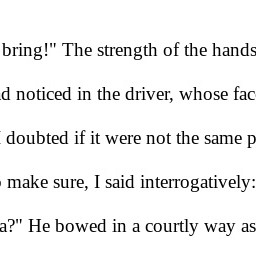 bring!" The strength of the hands
d noticed in the driver, whose fac
I doubted if it were not the same p
make sure, I said interrogatively:
a?" He bowed in a courtly way as